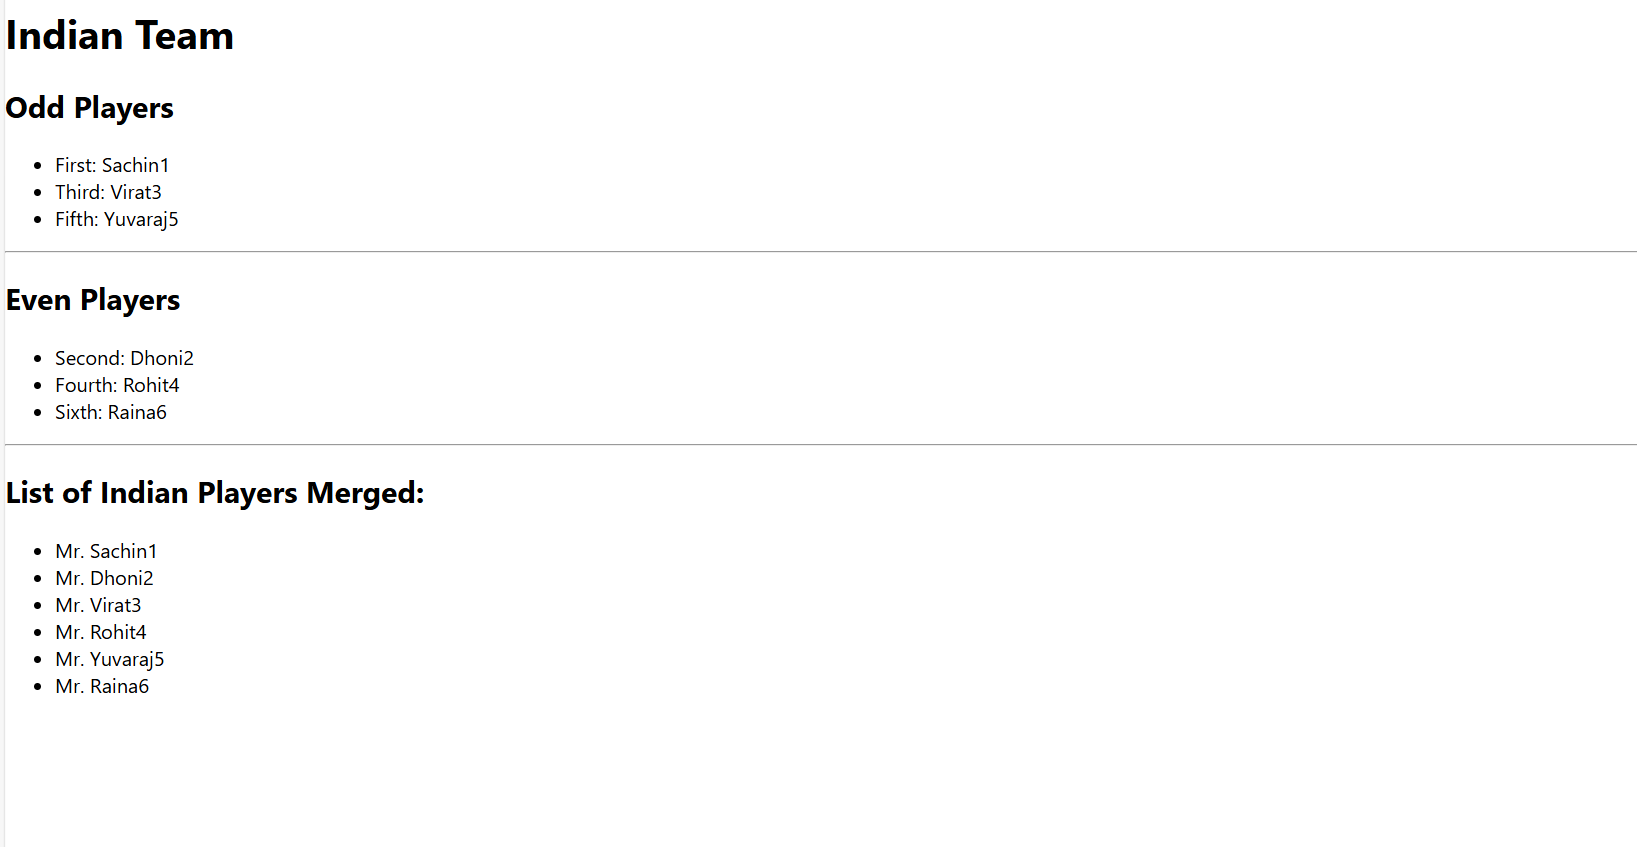 Indian Team
Odd Players
First: Sachin1
Third: Virat3
Fifth: Yuvaraj5
Even Players
Second: Dhoni2
Fourth: Rohit4
Sixth: Raina6
List of Indian Players Merged:
Mr. Sachin1
Mr. Dhoni2
Mr. Virat3
Mr. Rohit4
Mr. Yuvaraj5
Mr. Raina6